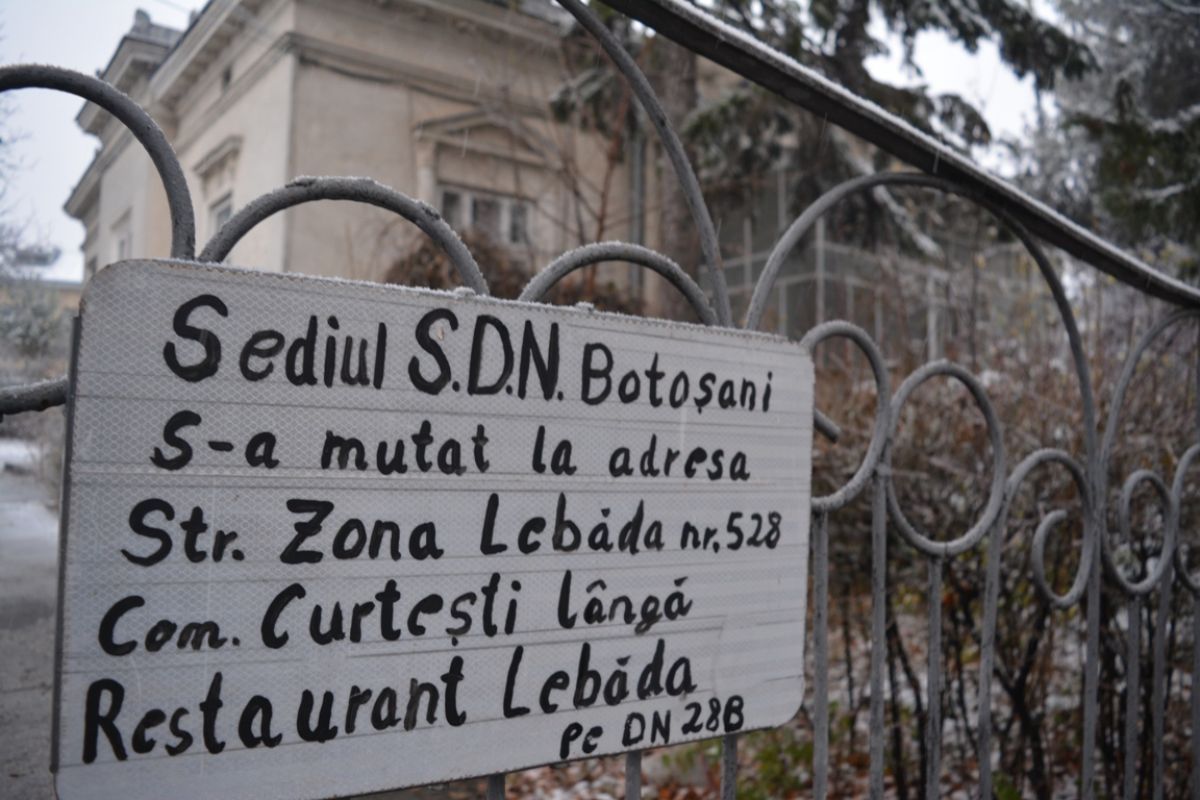 Sediul S.D.N. Botoșani
S-a mutat la adresa
Str. Zona Lebăda nr. 528
Com. Curtești lângă
Restaurant Lebăda
pe DN 28B